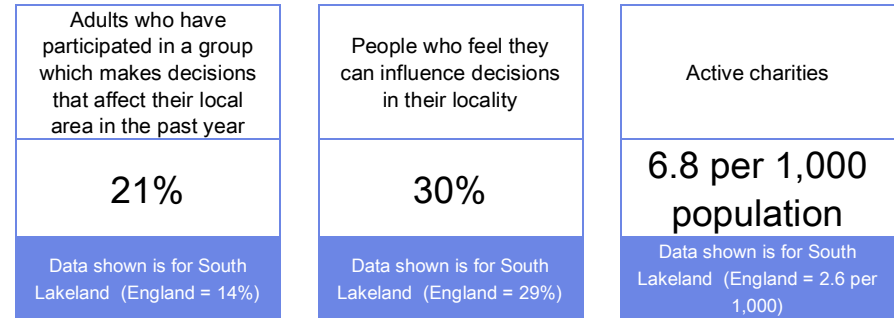 Adults who have
participated in a group
which makes decisions
that affect their local
area in the past year
21%
Data shown is for South
Lakeland (England = 14%)
People who feel they
can influence decisions
in their locality
30%
Data shown is for South
Lakeland (England = 29%)
Active charities
6.8 per 1,000
population
Data shown is for South
Lakeland (England = 2.6 per
1,000)